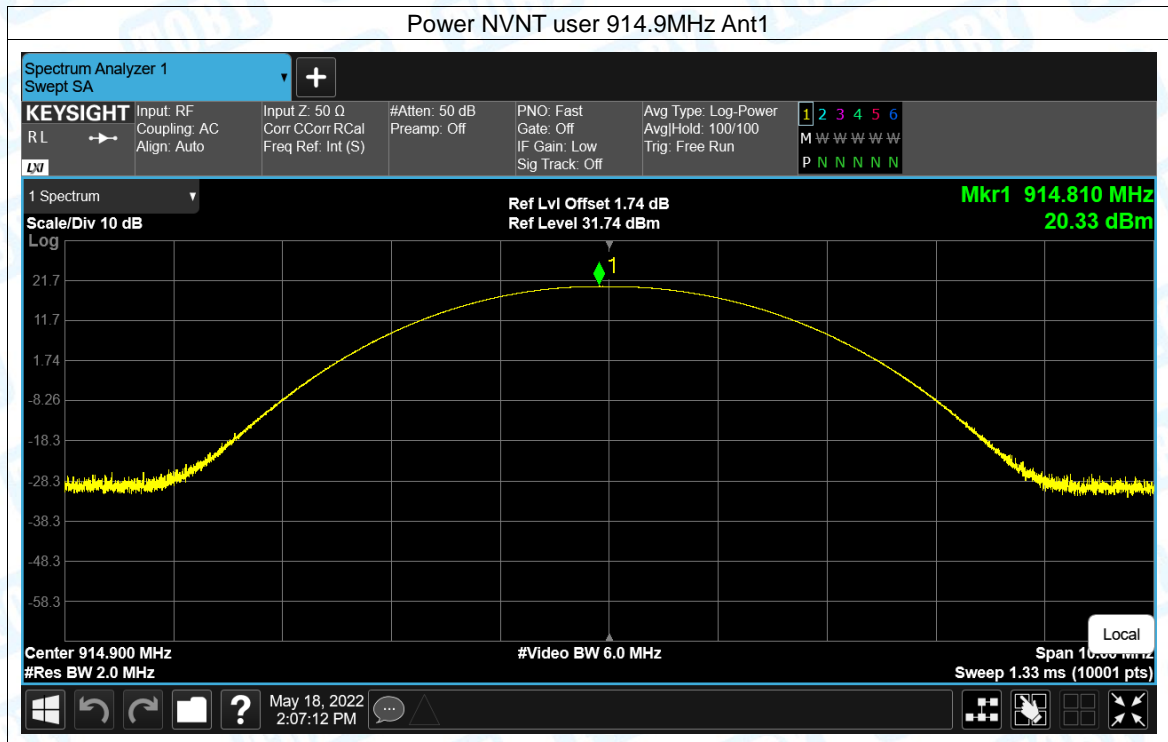 Power NVNT user 914.9MHz Ant1
Spectrum Analyzer 1
Swept SA
KEYSIGHT
R L
LXI
Input: RF
Coupling: AC
Align: Auto
Input Z: 50 Ω
Corr CCorr RCal
Freq Ref: Int (S)
#Atten: 50 dB
Preamp: Off
PNO: Fast
Gate: Off
IF Gain: Low
Sig Track: Off
Avg Type: Log-Power
Avg|Hold: 100/100
Trig: Free Run
1 2 3 4 5 6
M W W W W W
P N N N N N
1 Spectrum
Scale/Div 10 dB
Ref Lvl Offset 1.74 dB
Ref Level 31.74 dBm
Mkr1 914.810 MHz
20.33 dBm
Log
1
21.7
11.7
1.74
-8.26
-18.3
-28.3
-38.3
-48.3
-58.3
Local
Center 914.900 MHz
#Video BW 6.0 MHz
Span 10.00 MHz
#Res BW 2.0 MHz
Sweep 1.33 ms (10001 pts)
?
May 18, 2022
2:07:12 PM